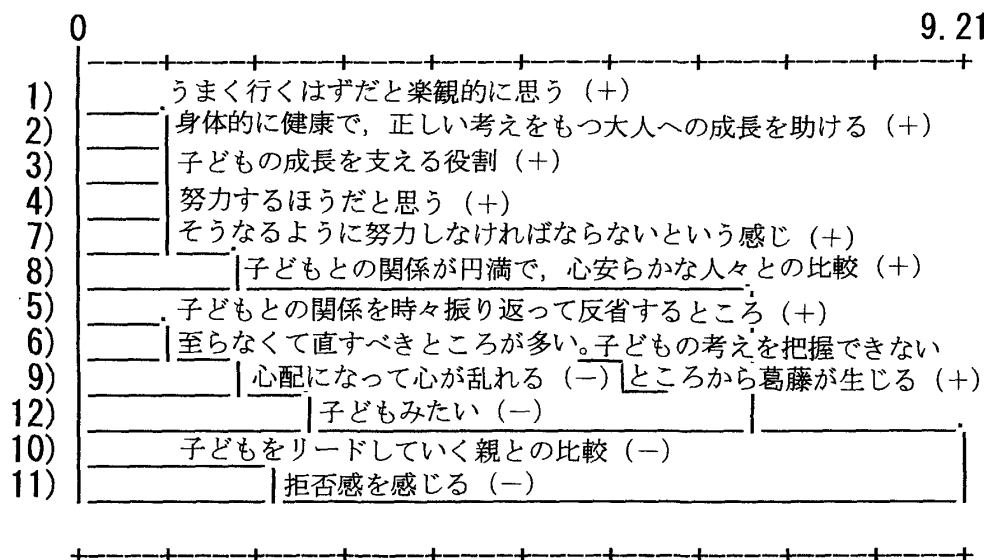 0 9.21
1) うまく行くはずだと楽観的に思う (+)
2) 身体的に健康で，正しい考えをもつ大人への成長を助ける (+)
3) 子どもの成長を支える役割 (+)
4) 努力するほうだと思う (+)
7) そうなるように努力しなければならないという感じ (+)
8) 子どもとの関係が円満で，心安らかな人々との比較 (+)
5) 子どもとの関係を時々振り返って反省するところ (+)
6) 至らなくて直すべきところが多い。子どもの考えを把握できない
9) 心配になって心が乱れる (−) ところから葛藤が生じる (+)
12) 子どもみたい (−)
10) 子どもをリードしていく親との比較 (−)
11) 拒否感を感じる (−)